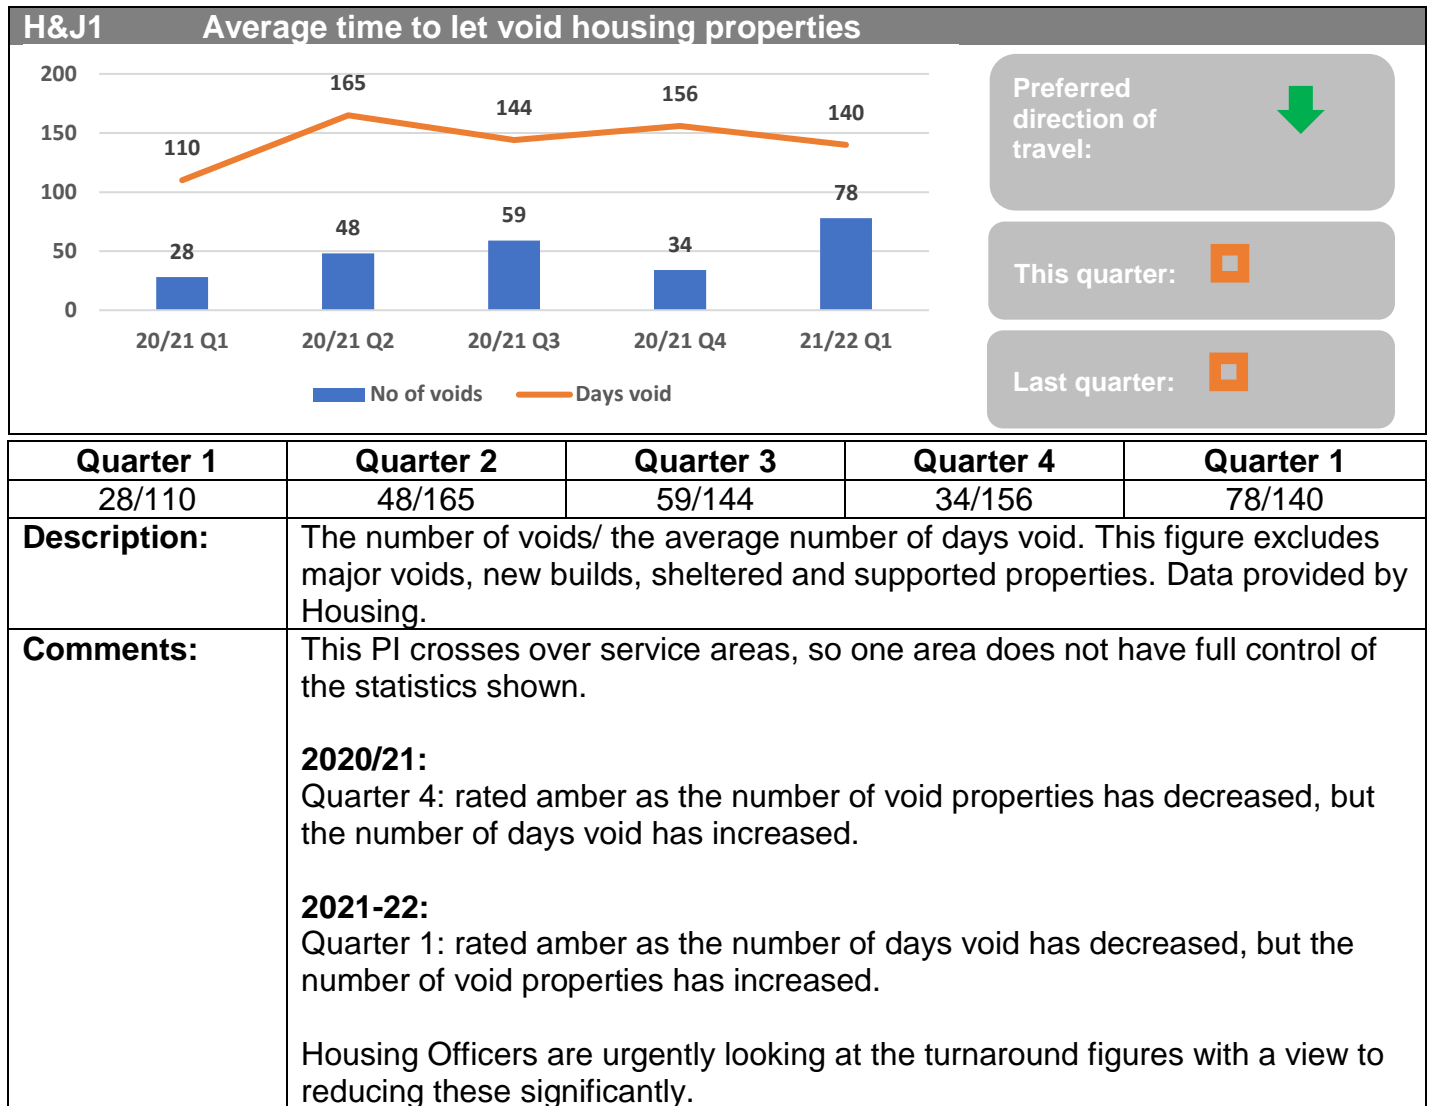 H&J1 Average time to let void housing properties
200
150
100
50
0
110
165
144
156
140
28
48
59
34
78
20/21 Q1 20/21 Q2 20/21 Q3 20/21 Q4 21/22 Q1
No of voids Days void
Preferred
direction of
travel:
This quarter:
Last quarter:
Quarter 1 Quarter 2 Quarter 3 Quarter 4 Quarter 1
28/110 48/165 59/144 34/156 78/140
Description: The number of voids/ the average number of days void. This figure excludes
major voids, new builds, sheltered and supported properties. Data provided by
Housing.
Comments: This PI crosses over service areas, so one area does not have full control of
the statistics shown.
2020/21:
Quarter 4: rated amber as the number of void properties has decreased, but
the number of days void has increased.
2021-22:
Quarter 1: rated amber as the number of days void has decreased, but the
number of void properties has increased.
Housing Officers are urgently looking at the turnaround figures with a view to
reducing these significantly.